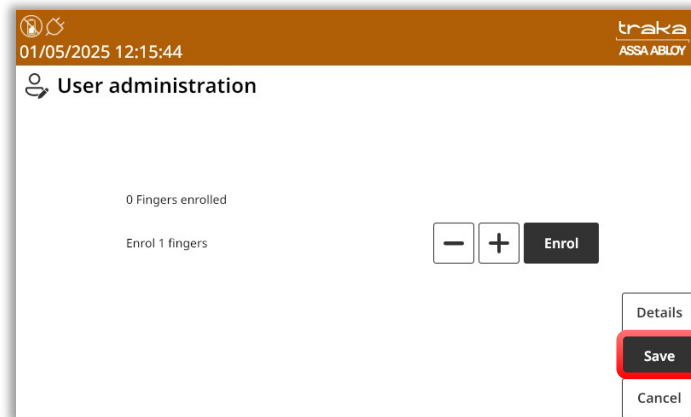 traka
01/05/2025 12:15:44
ASSA ABLOY
User administration
0 Fingers enrolled
Enrol 1 fingers
Enrol
Details
Save
Cancel